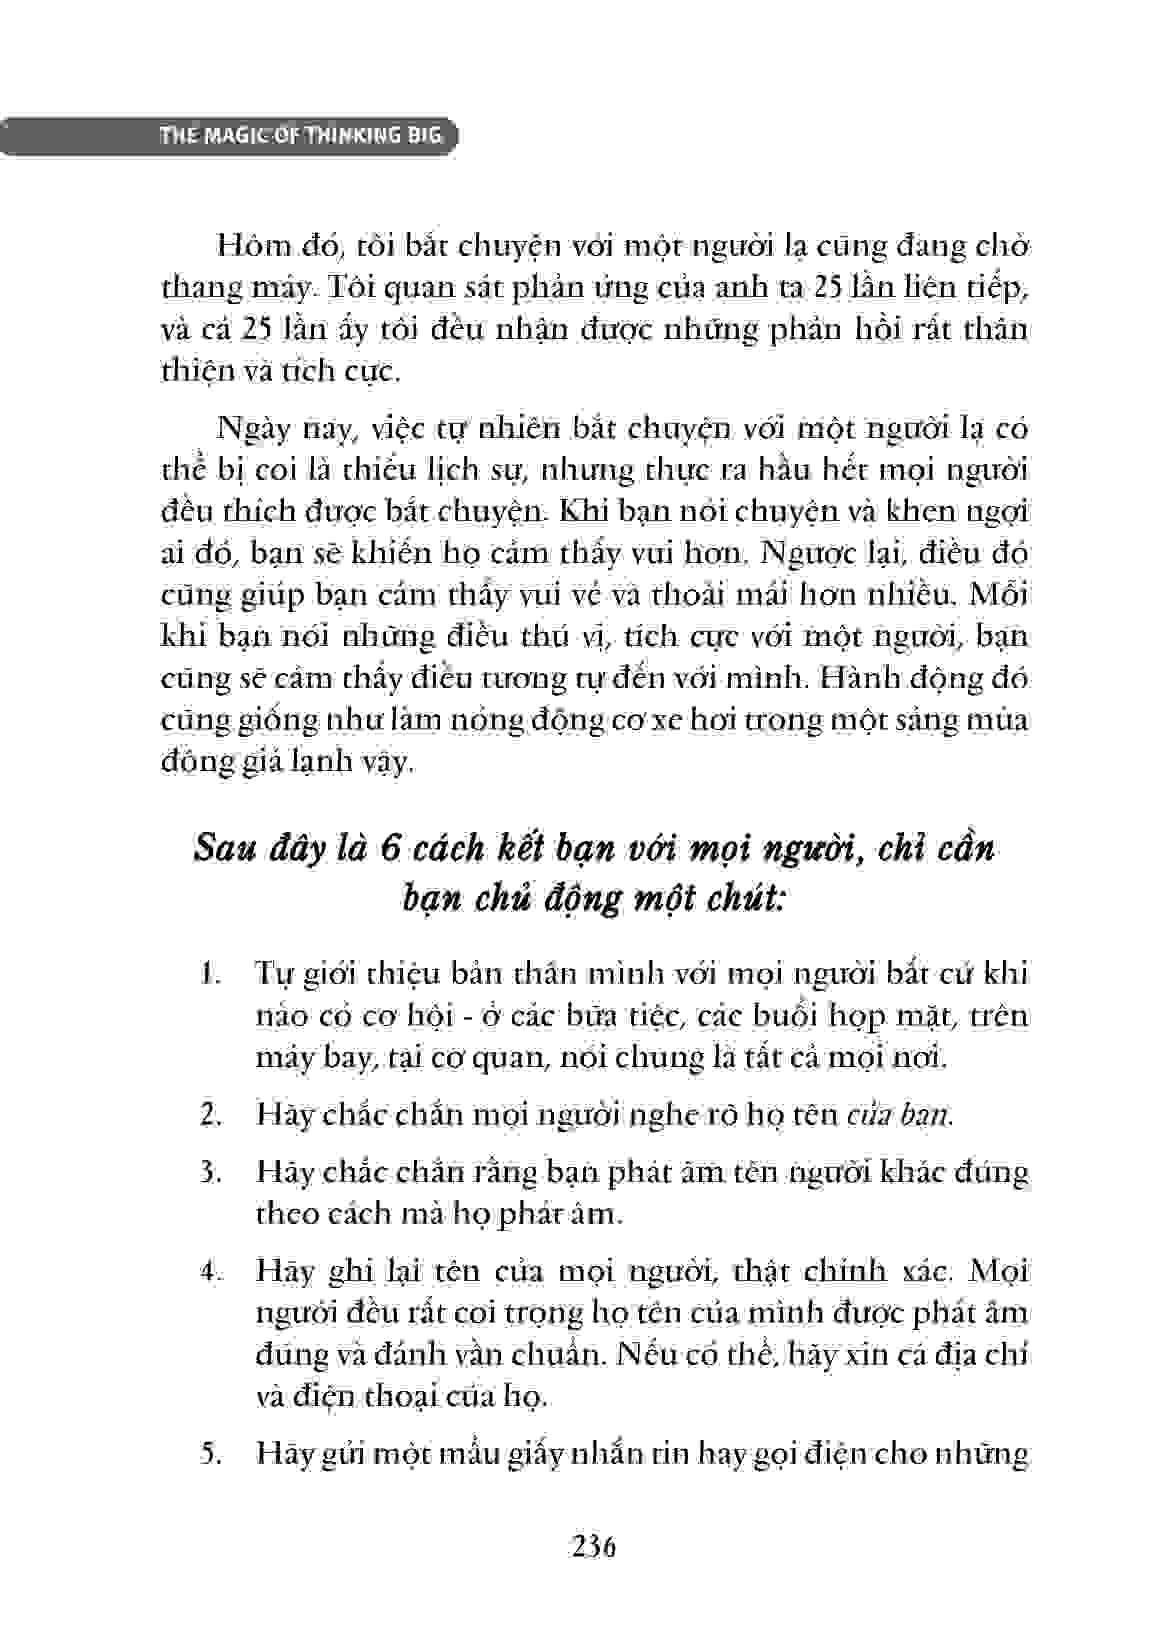 THE MAGIC OF THINKING BIG
Hôm đó, tôi bắt chuyện với một người lạ cũng đang chờ
thang máy. Tôi quan sát phản ứng của anh ta 25 lần liên tiếp,
và cả 25 lần ấy tôi đều nhận được những phản hồi rất thân
thiện và tích cực.
Ngày nay, việc tự nhiên bắt chuyện với một người lạ có
thể bị coi là thiếu lịch sự, nhưng thực ra hầu hết mọi người
đều thích được bắt chuyện. Khi bạn nói chuyện và khen ngợi
ai đó, bạn sẽ khiến họ cảm thấy vui hơn. Ngược lại, điều đó
cũng giúp bạn cảm thấy vui vẻ và thoải mái hơn nhiều. Mỗi
khi bạn nói những điều thú vị, tích cực với một người, bạn
cũng sẽ cảm thấy điều tương tự đến với mình. Hành động đó
cũng giống như làm nóng động cơ xe hơi trong một sáng mùa
đông giá lạnh vậy.
Sau đây là 6 cách kết bạn với mọi người, chỉ cần
bạn chủ động một chút:
1. Tự giới thiệu bản thân mình với mọi người bất cứ khi
nào có cơ hội - ở các bữa tiệc, các buổi họp mặt, trên
máy bay, tại cơ quan, nói chung là tất cả mọi nơi.
2. Hãy chắc chắn mọi người nghe rõ họ tên của bạn.
3. Hãy chắc chắn rằng bạn phát âm tên người khác đúng
theo cách mà họ phát âm.
4. Hãy ghi lại tên của mọi người, thật chính xác. Mọi
người đều rất coi trọng họ tên của mình được phát âm
đúng và đánh vần chuẩn. Nếu có thể, hãy xin cả địa chỉ
và điện thoại của họ.
5. Hãy gửi một mẩu giấy nhắn tin hay gọi điện cho những
236